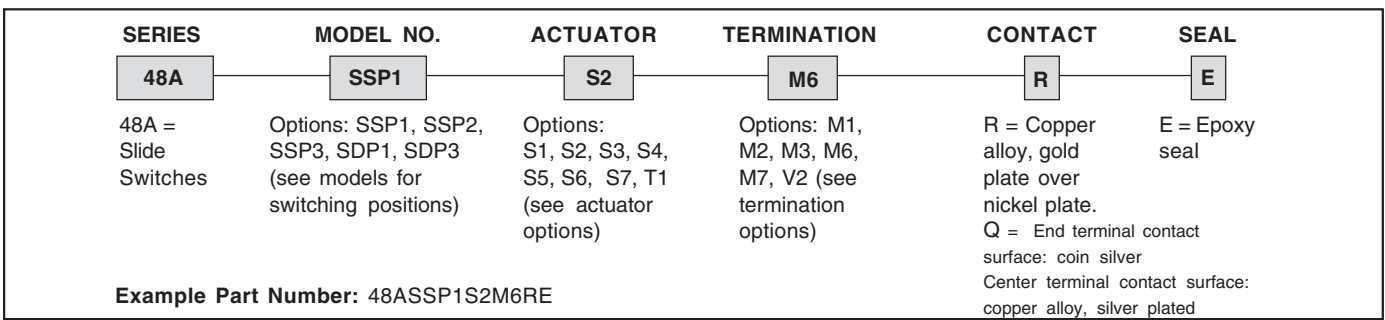 SERIES MODEL NO. ACTUATOR TERMINATION CONTACT SEAL
48A SSP1 S2 M6 R E
48A =
Slide
Switches
Options: SSP1, SSP2,
SSP3, SDP1, SDP3
(see models for
switching positions)
Options:
S1, S2, S3, S4,
S5, S6, S7, T1
(see actuator
options)
Options: M1,
M2, M3, M6,
M7, V2 (see
termination
options)
R = Copper
alloy, gold
plate over
nickel plate.
Q = End terminal contact
surface: coin silver
Center terminal contact surface:
copper alloy, silver plated
E = Epoxy
seal
Example Part Number: 48ASSP1S2M6RE